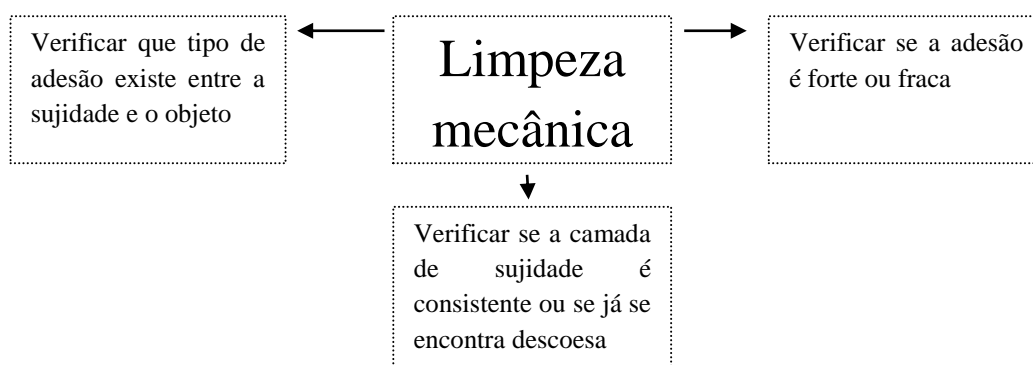 Verificar que tipo de
adesão existe entre a
sujidade e o objeto
Limpeza
mecânica
Verificar se a adesão
é forte ou fraca
Verificar se a camada
de sujidade é
consistente ou se já se
encontra descoesa